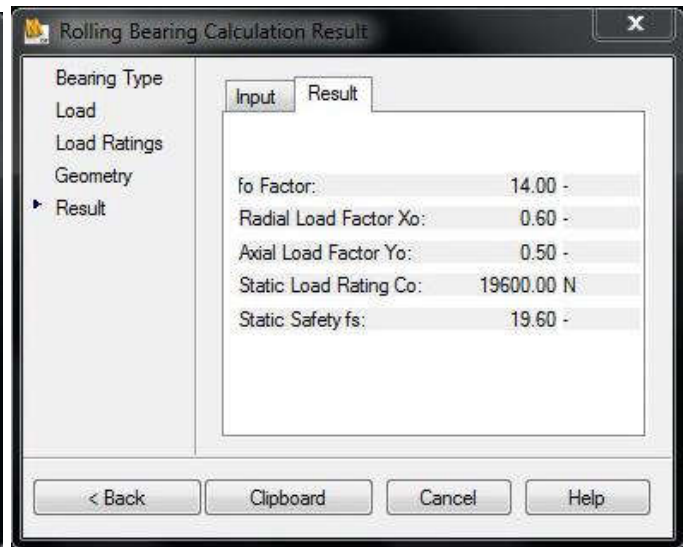 Rolling Bearing Calculation Result
X
Bearing Type
Load
Load Ratings
Geometry
Result
Input
Result
fo Factor: 14.00 -
Radial Load Factor Xo: 0.60 -
Axial Load Factor Yo: 0.50 -
Static Load Rating Co: 19600.00 N
Static Safety fs: 19.60 -
< Back
Clipboard
Cancel
Help